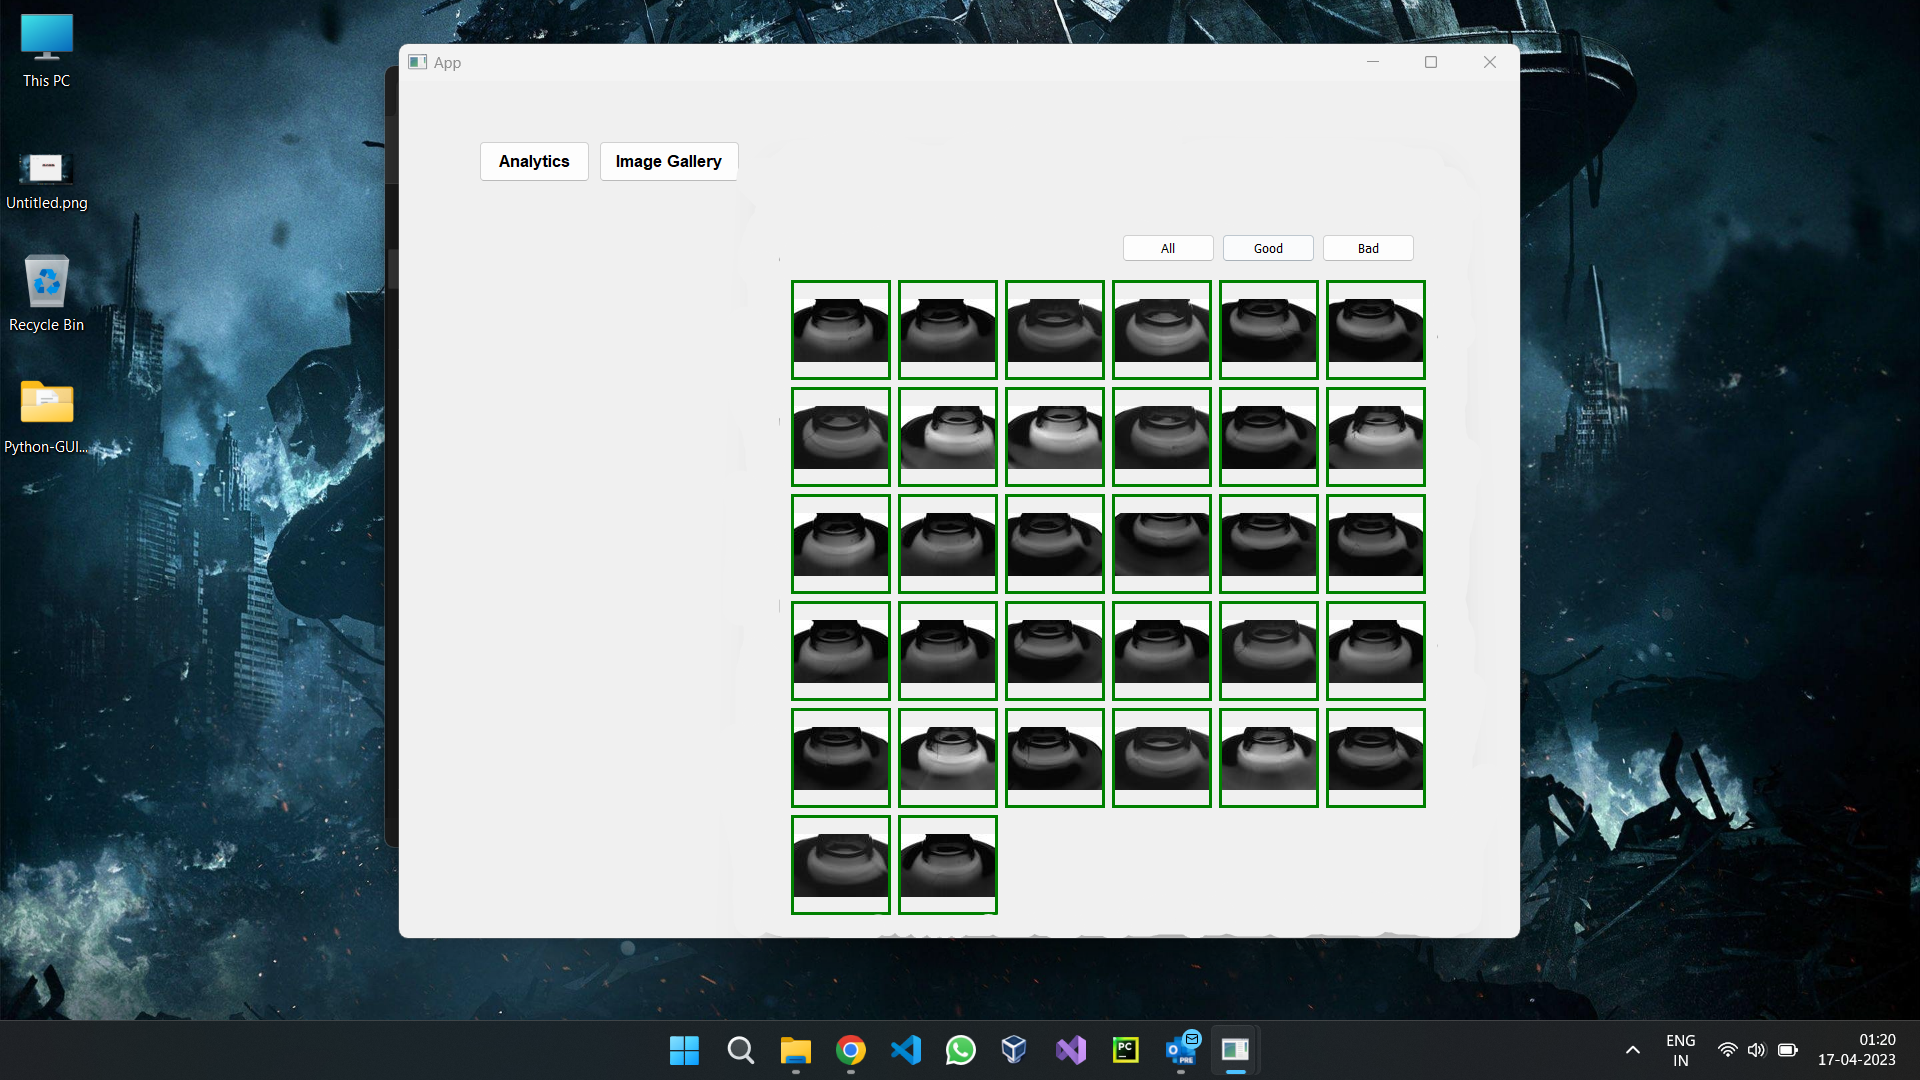 This PC
Untitled.png
Recycle Bin
Python-GUI...
App
Analytics
Image Gallery
All
Good
Bad
PC
PRE
ENG
IN
01:20
17-04-2023